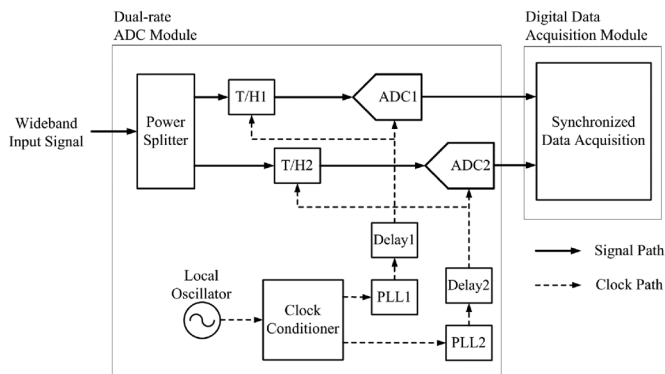 Dual-rate
ADC Module
Digital Data
Acquisition Module
Wideband
Input Signal
Power
Splitter
T/H1
ADC1
T/H2
ADC2
Synchronized
Data Acquisition
Delay1
Delay2
Local
Oscillator
Clock
Conditioner
PLL1
PLL2
Signal Path
Clock Path